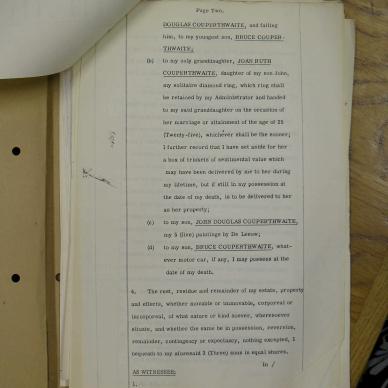 Page Two.
DOUGLAS COUPERTHWAITE, and failing
him, to my youngest son, BRUCE COUPER-
THWAITE;
(b) to my only granddaughter, JOAN RUTH
COUPERTHWAITE, daughter of my son John,
my solitaire diamond ring, which ring shall
be retained by my Administrator and handed
to my said granddaughter on the occasion of
her marriage or attainment of the age of 25
(Twenty-five), whichever shall be the sooner;
I further record that I have set aside for her
a box of trinkets of sentimental value which
may have been delivered by me to her during
my lifetime, but if still in my possession at
the date of my death, is to be delivered to her
as her property;
(c) to my son, JOHN DOUGLAS COUPERTHWAITE,
my 5 (five) paintings by De Leeuw;
(d) to my son, BRUCE COUPERTHWAITE, what-
ever motor car, if any, I may possess at the
date of my death.
4. The rest, residue and remainder of my estate, property
and effects, whether movable or immovable, corporeal or
incorporeal, of what nature or kind soever, wheresoever
situate, and whether the same be in possession, reversion,
remainder, contingency or expectancy, nothing excepted, I
bequeath to my aforesaid 3 (Three) sons in equal shares.
In /
AS WITNESSES:
1.